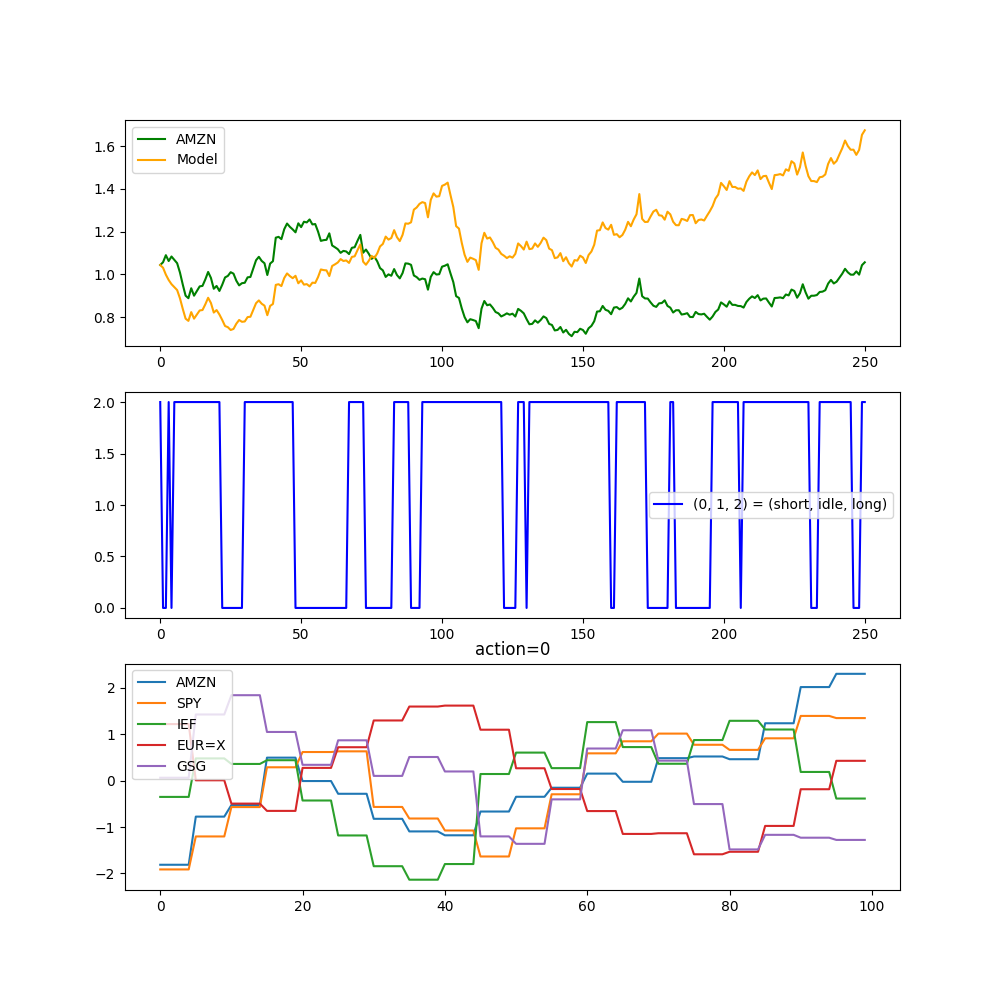 AMZN
Model
1.6
1.4
1.2
1.0
0.8
0 50 100 150 200 250
2.0
1.5
1.0
0.5
0.0
(0, 1, 2) = (short, idle, long)
0 50 100 150 200 250
action=0
AMZN
SPY
IEF
EUR=X
GSG
2
1
0
−1
−2
0 20 40 60 80 100